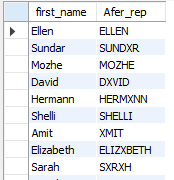 first_name Afer_rep
Ellen ELLEN
Sundar SUNDXR
Mozhe MOZHE
David DXVID
Hermann HERMXNN
Shelli SHELLI
Amit XMIT
Elizabeth ELIZXBETH
Sarah SXRXH